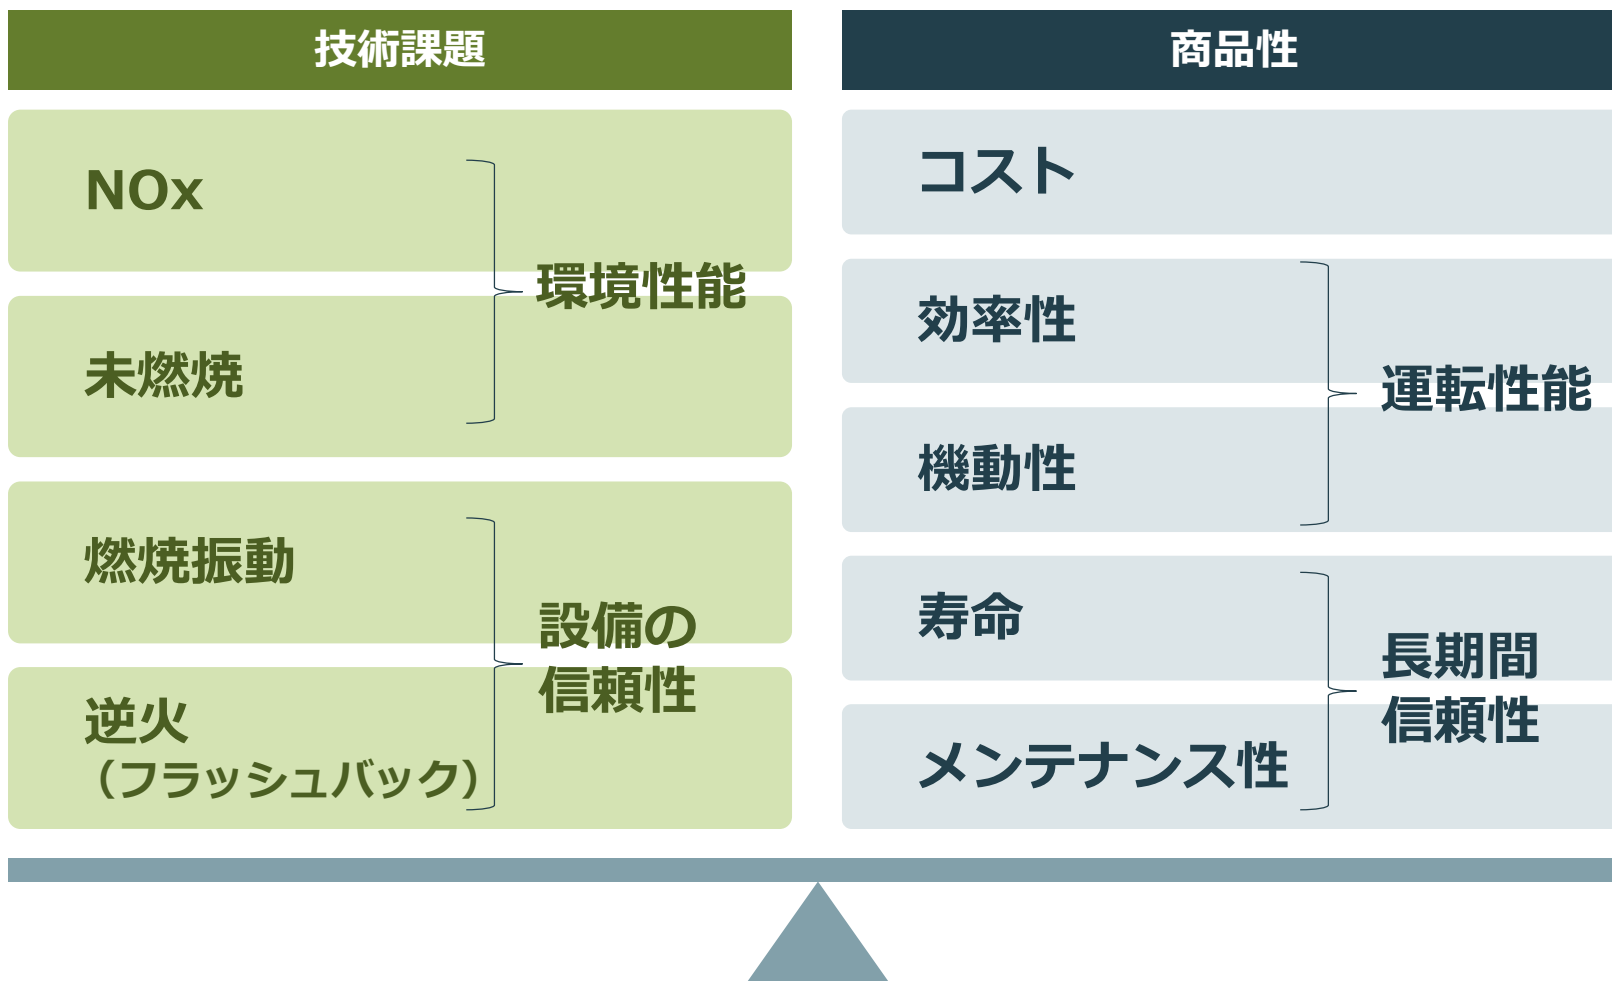 技術課題
NOx
未燃焼
環境性能
燃焼振動
逆火
（フラッシュバック）
設備の
信頼性
商品性
コスト
効率性
機動性
運転性能
寿命
メンテナンス性
長期間
信頼性